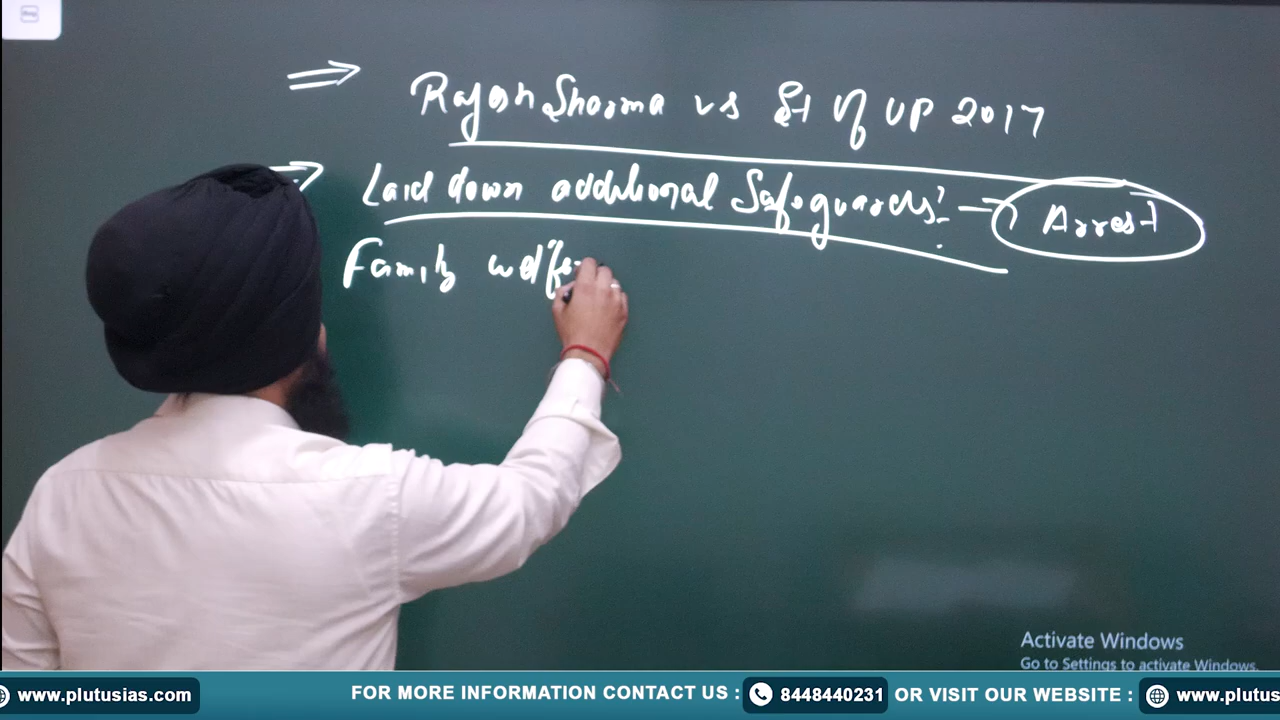 ⇒ Rajesh Sharma vs St of UP 2017
⇒ Laid down additional Safeguards: → Arrest
Family welfa
Activate Windows
Go to Settings to activate Windows.
www.plutusias.com
FOR MORE INFORMATION CONTACT US : 8448440231 OR VISIT OUR WEBSITE : www.plutus